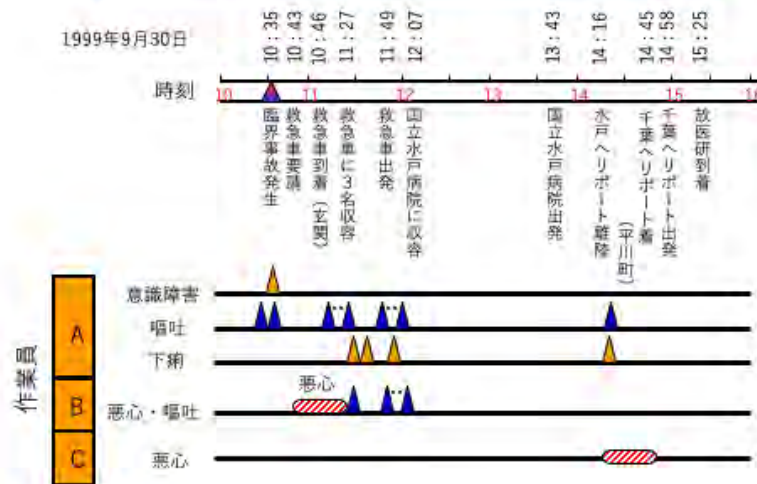 1999年9月30日
10:35
10:43
10:46
11:27
11:49
12:07
13:43
14:16
14:45
14:58
15:25
時刻
10
11
12
13
14
15
16
臨界事故発生
救急車要請
救急車到着（玄関）
救急車に3名収容
救急車出発
国立水戸病院に収容
国立水戸病院出発
水戸ヘリポート離陸
千葉ヘリポート着
（平川町）
千葉ヘリポート出発
放医研到着
作業員
A
意識障害
嘔吐
下痢
B
悪心
悪心・嘔吐
C
悪心